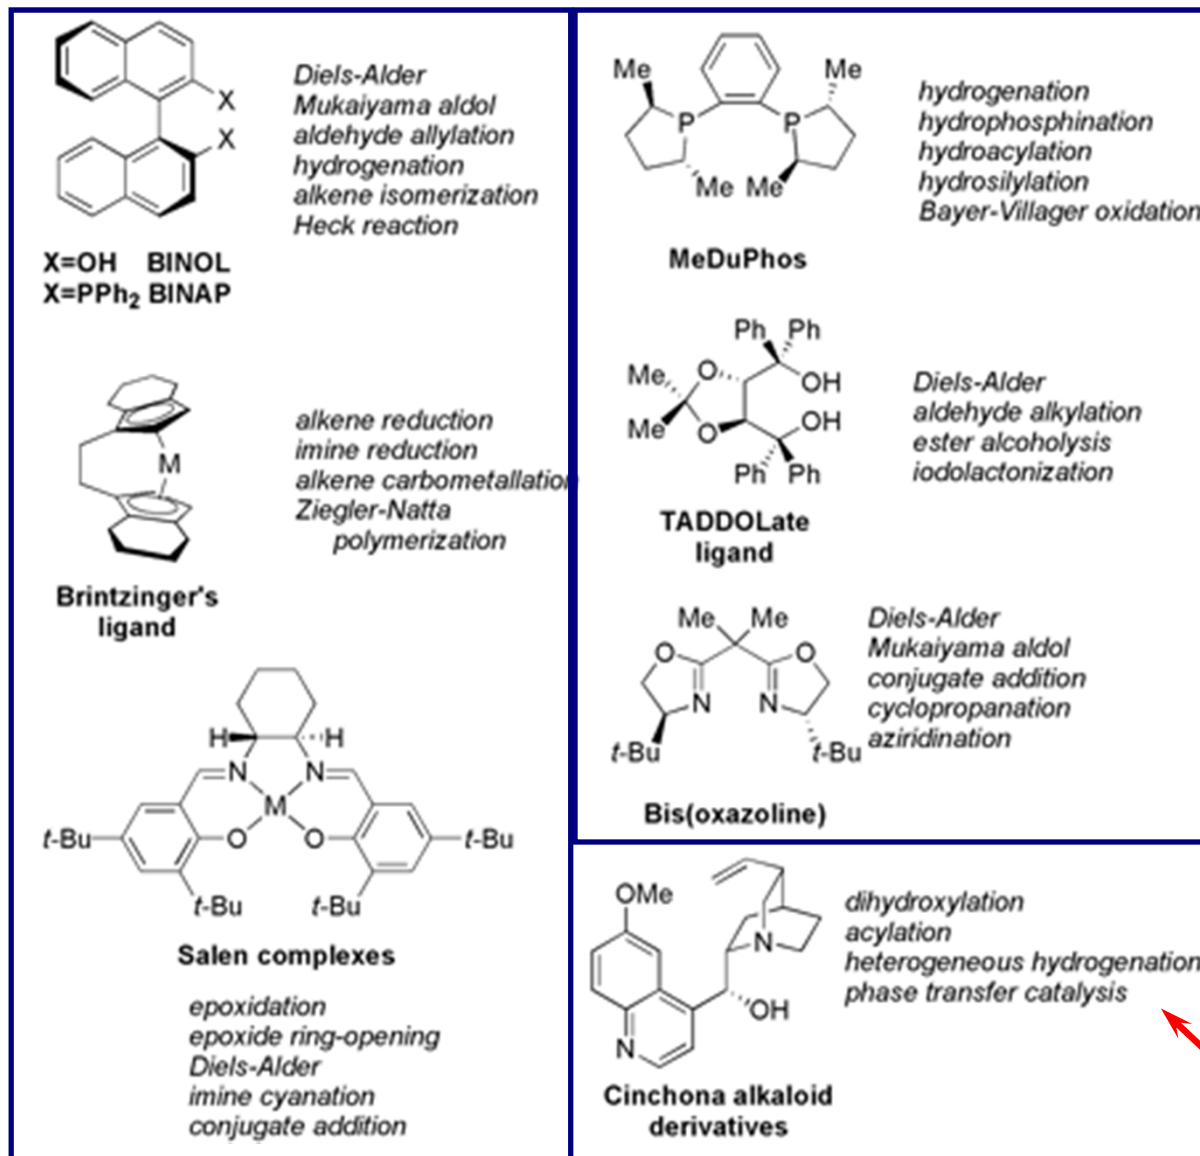 X
X
Diels-Alder
Mukaiyama aldol
aldehyde allylation
hydrogenation
alkene isomerization
Heck reaction
X=OH BINOL
X=PPh2 BINAP
M
alkene reduction
imine reduction
alkene carbometallation
Ziegler-Natta
polymerization
Brintzinger's
ligand
H H
N N
M
O O
t-Bu t-Bu
t-Bu t-Bu
Salen complexes
epoxidation
epoxide ring-opening
Diels-Alder
imine cyanation
conjugate addition
Me Me
P P
Me Me
hydrogenation
hydrophosphination
hydroacylation
hydrosilylation
Bayer-Villager oxidation
MeDuPhos
Ph Ph
Me O OH
Me O OH
Ph Ph
Diels-Alder
aldehyde alkylation
ester alcoholysis
iodolactonization
TADDOLate
ligand
Me Me
O O
N N
t-Bu t-Bu
Diels-Alder
Mukaiyama aldol
conjugate addition
cyclopropanation
aziridination
Bis(oxazoline)
OMe
N
OH
N
dihydroxylation
acylation
heterogeneous hydrogenation
phase transfer catalysis
Cinchona alkaloid
derivatives